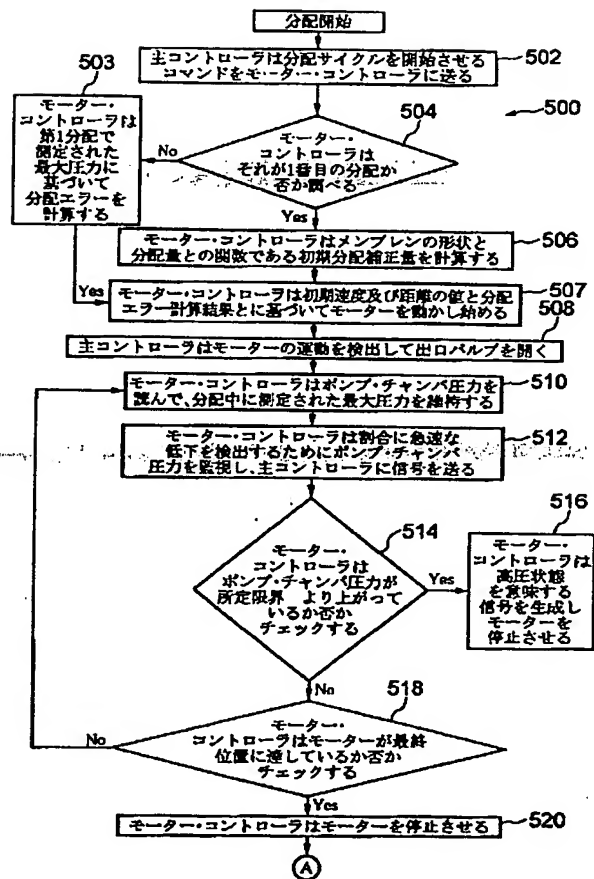 分配開始
主コントローラは分配サイクルを開始させる
コマンドをモーター・コントローラに送る
502
500
503
モーター・
コントローラは
第1分配で
測定された
最大圧力に
基づいて
分配エラーを
計算する
504
モーター・
コントローラは
それが1番目の分配か
否か調べる
No
Yes
モーター・コントローラはメンブレンの形状と
分配量との関数である初期分配補正量を計算する
506
Yes
モーター・コントローラは初期速度及び距離の値と分配
エラー計算結果とに基づいてモーターを動かし始める
507
508
主コントローラはモーターの運動を検出して出口バルブを開く
モーター・コントローラはポンプ・チャンバ圧力を
読んで、分配中に測定された最大圧力を維持する
510
モーター・コントローラは割合に急速な
低下を検出するためにポンプ・チャンバ
圧力を監視し、主コントローラに信号を送る
512
514
モーター・
コントローラは
ポンプ・チャンバ圧力が
所定限界 より上がって
いるか否か
チェックする
Yes
516
モーター・
コントローラは
高圧状態
を意味する
信号を生成し
モーターを
停止させる
No
518
モーター・
コントローラはモーターが最終
位置に達しているか否か
チェックする
No
Yes
モーター・コントローラはモーターを停止させる
520
A